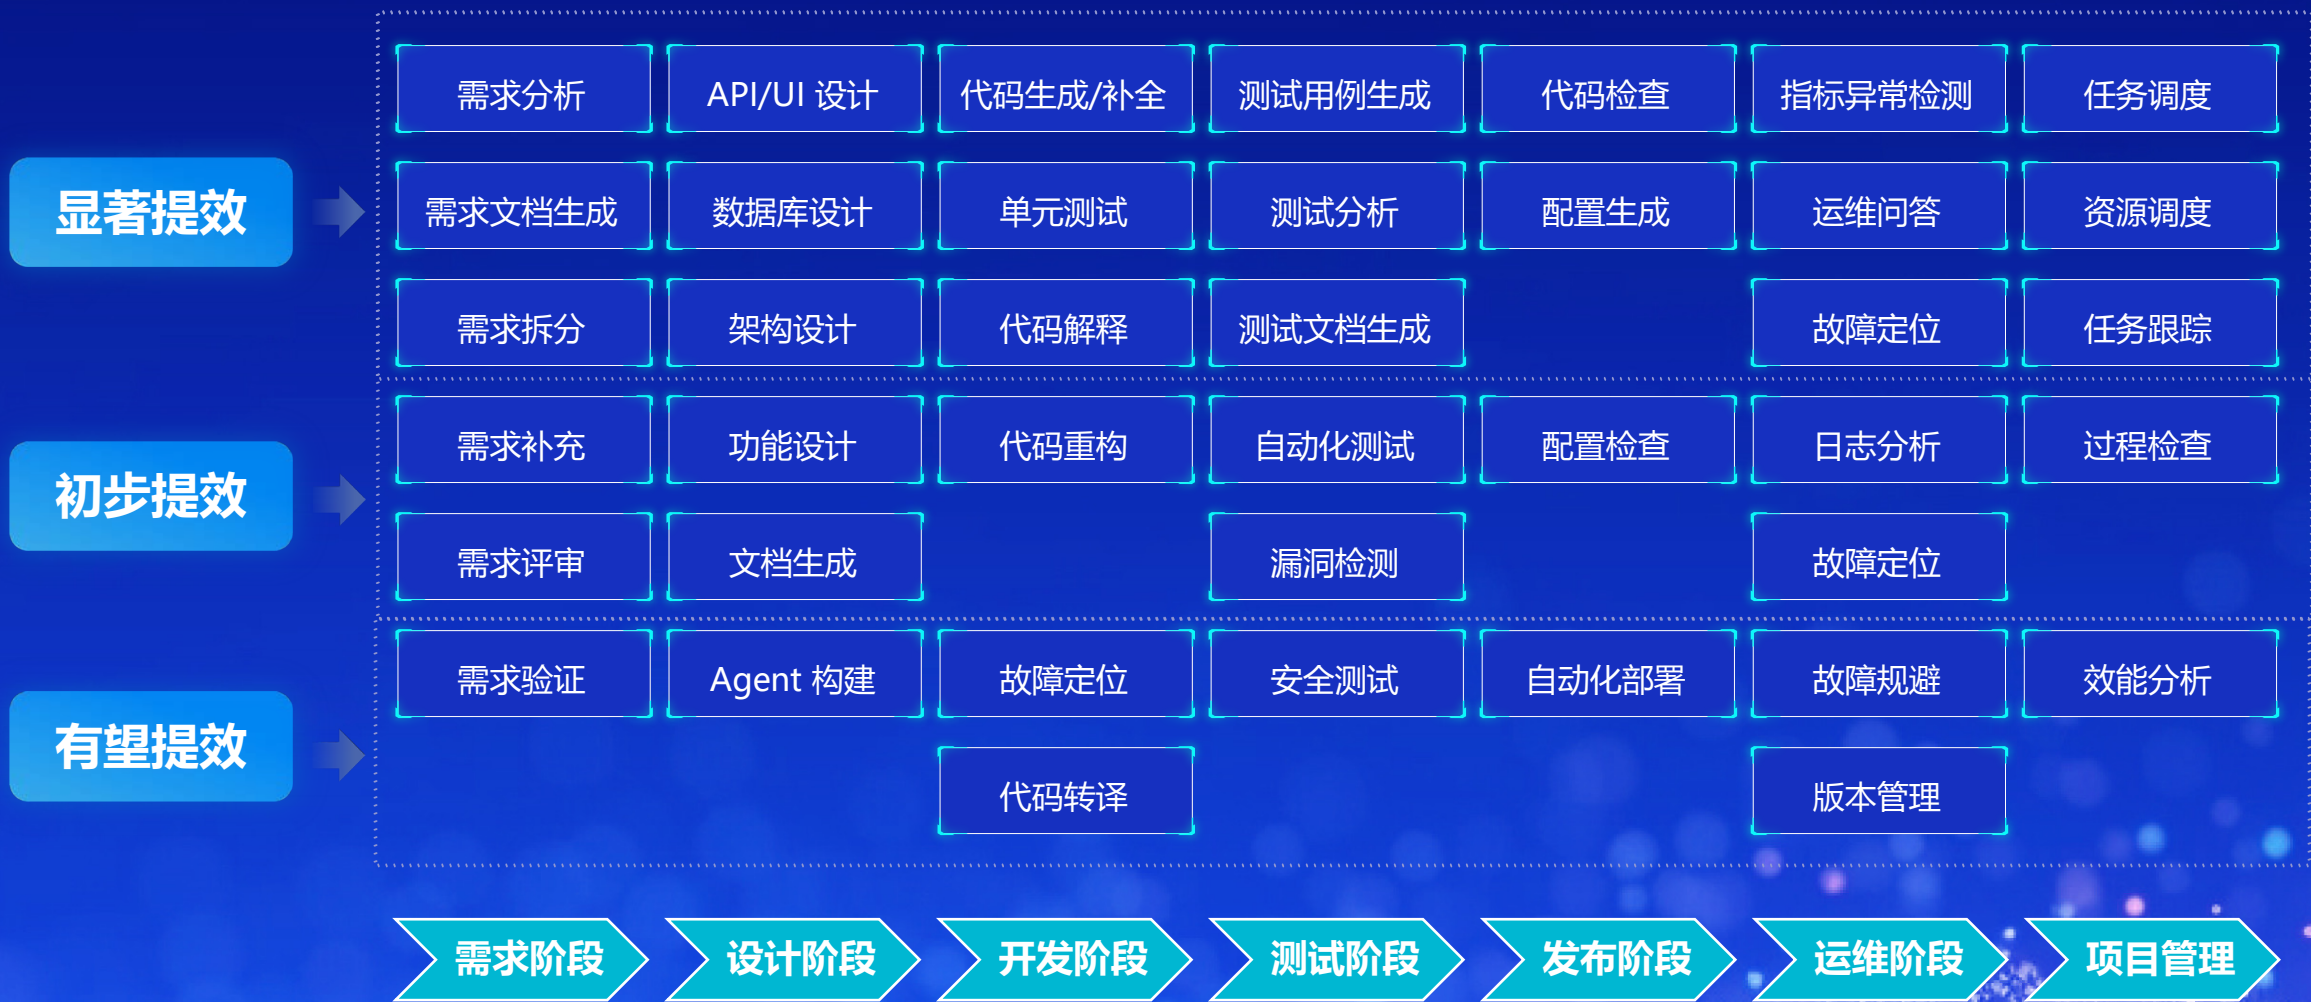 需求分析 API/UI 设计 代码生成/补全 测试用例生成 代码检查 指标异常检测 任务调度
显著提效 需求文档生成 数据库设计 单元测试 测试分析 配置生成 运维问答 资源调度
需求拆分 架构设计 代码解释 测试文档生成 故障定位 任务跟踪
需求补充 功能设计 代码重构 自动化测试 配置检查 日志分析 过程检查
初步提效
需求评审 文档生成 漏洞检测 故障定位
需求验证 Agent 构建 故障定位 安全测试 自动化部署 故障规避 效能分析
有望提效
代码转译 版本管理
需求阶段 设计阶段 开发阶段 测试阶段 发布阶段 运维阶段 项目管理